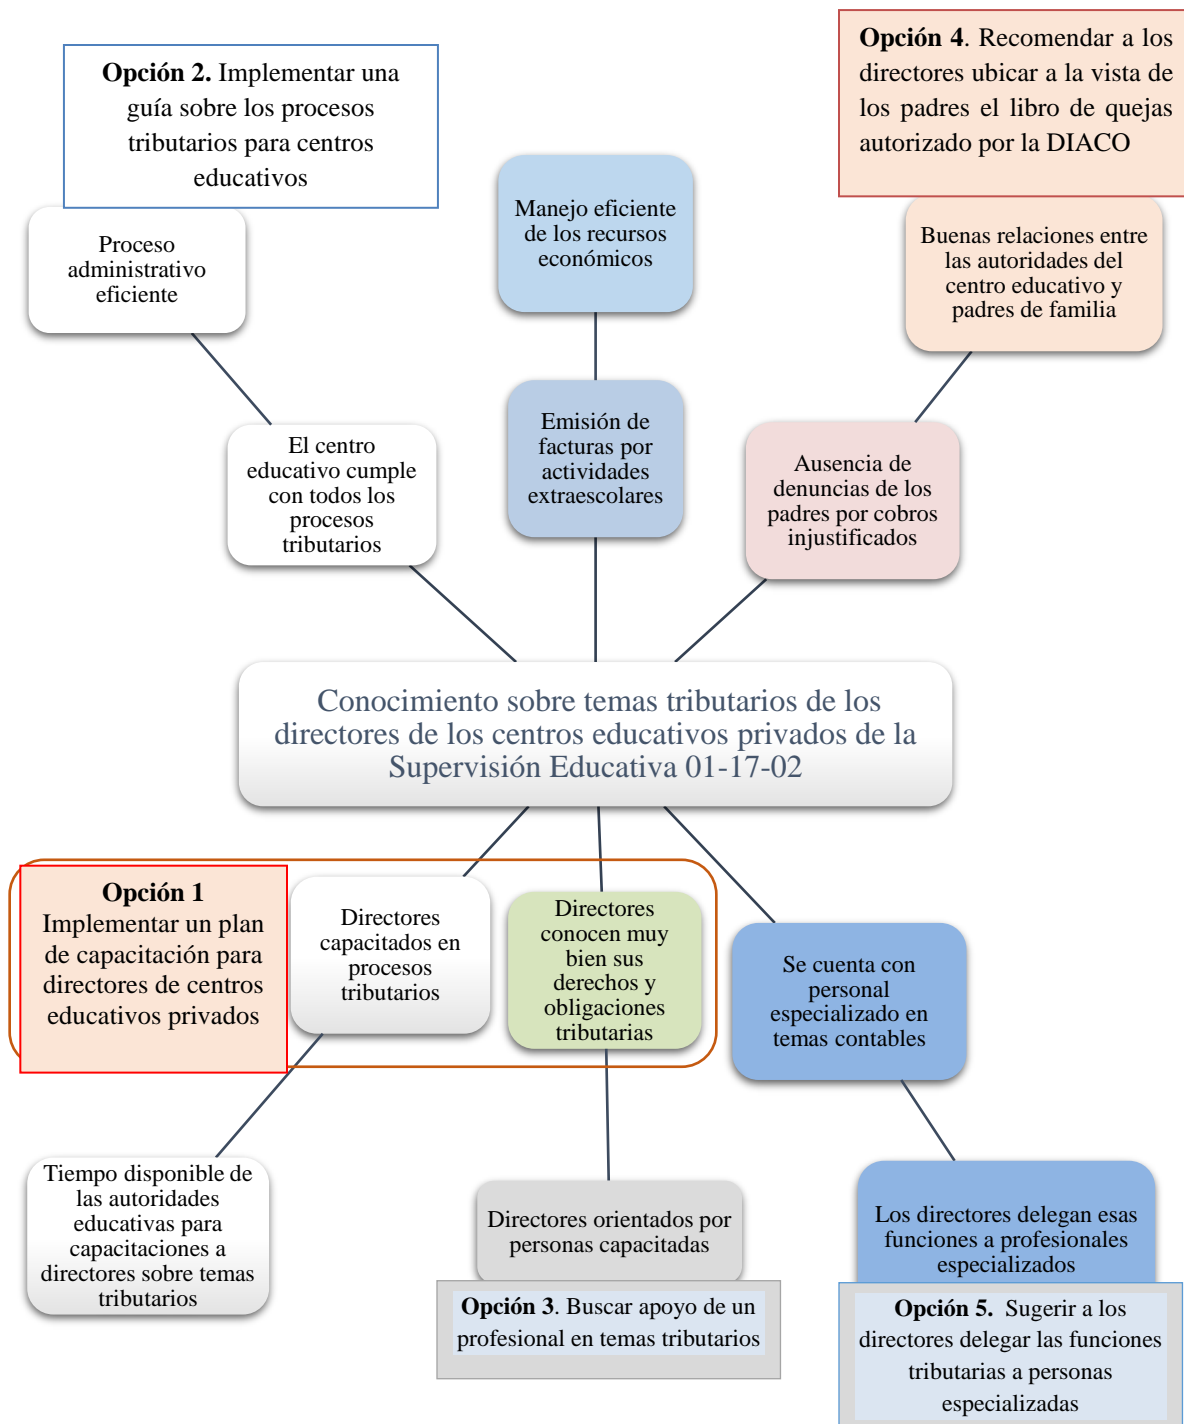 Opción 2. Implementar una
guía sobre los procesos
tributarios para centros
educativos
Opción 4. Recomendar a los
directores ubicar a la vista de
los padres el libro de quejas
autorizado por la DIACO
Proceso
administrativo
eficiente
Manejo eficiente
de los recursos
económicos
Buenas relaciones entre
las autoridades del
centro educativo y
padres de familia
El centro
educativo cumple
con todos los
procesos
tributarios
Emisión de
facturas por
actividades
extraescolares
Ausencia de
denuncias de los
padres por cobros
injustificados
Conocimiento sobre temas tributarios de los
directores de los centros educativos privados de la
Supervisión Educativa 01-17-02
Opción 1
Implementar un plan
de capacitación para
directores de centros
educativos privados
Directores
capacitados en
procesos
tributarios
Directores
conocen muy
bien sus
derechos y
obligaciones
tributarias
Se cuenta con
personal
especializado en
temas contables
Tiempo disponible de
las autoridades
educativas para
capacitaciones a
directores sobre temas
tributarios
Directores orientados por
personas capacitadas
Opción 3. Buscar apoyo de un
profesional en temas tributarios
Los directores delegan esas
funciones a profesionales
especializados
Opción 5. Sugerir a los
directores delegar las funciones
tributarias a personas
especializadas